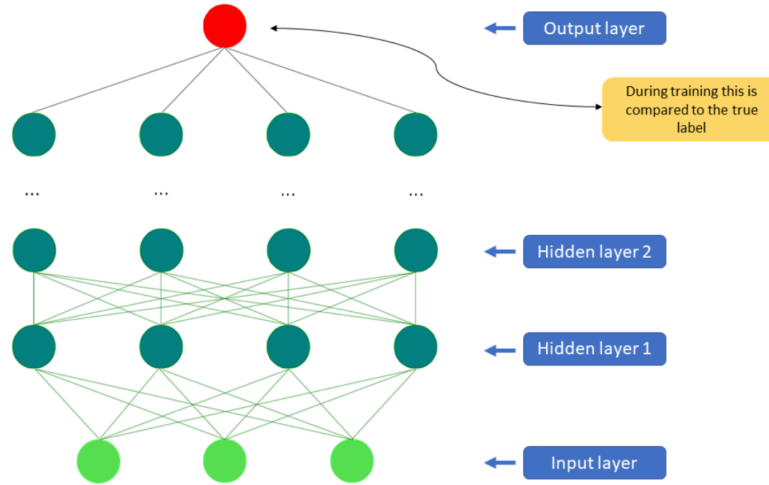 Output layer
During training this is
compared to the true
label
... ... ... ...
Hidden layer 2
Hidden layer 1
Input layer